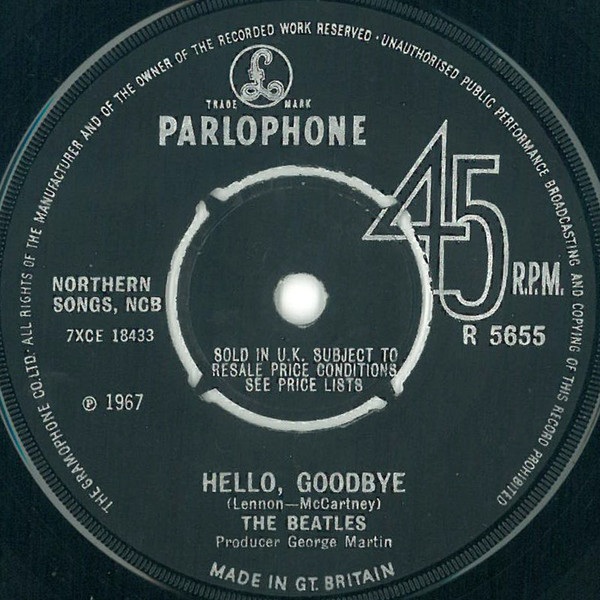 THE GRAMOPHONE CO. LTD · ALL RIGHTS OF THE MANUFACTURER AND OF THE OWNER OF THE RECORDED WORK RESERVED · UNAUTHORISED PUBLIC PERFORMANCE BROADCASTING AND COPYING OF THIS RECORD PROHIBITED
£
TRADE MARK
PARLOPHONE
45
R.P.M.
R 5655
NORTHERN
SONGS, NCB
7XCE 18433
℗ 1967
SOLD IN U.K. SUBJECT TO
RESALE PRICE CONDITIONS,
SEE PRICE LISTS
HELLO, GOODBYE
(Lennon—McCartney)
THE BEATLES
Producer George Martin
MADE IN GT. BRITAIN